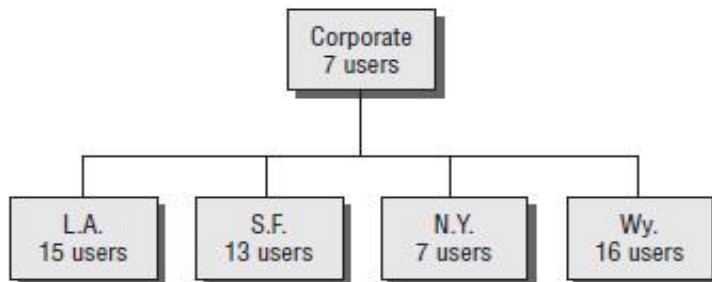 Corporate
7 users
L.A.
15 users
S.F.
13 users
N.Y.
7 users
Wy.
16 users